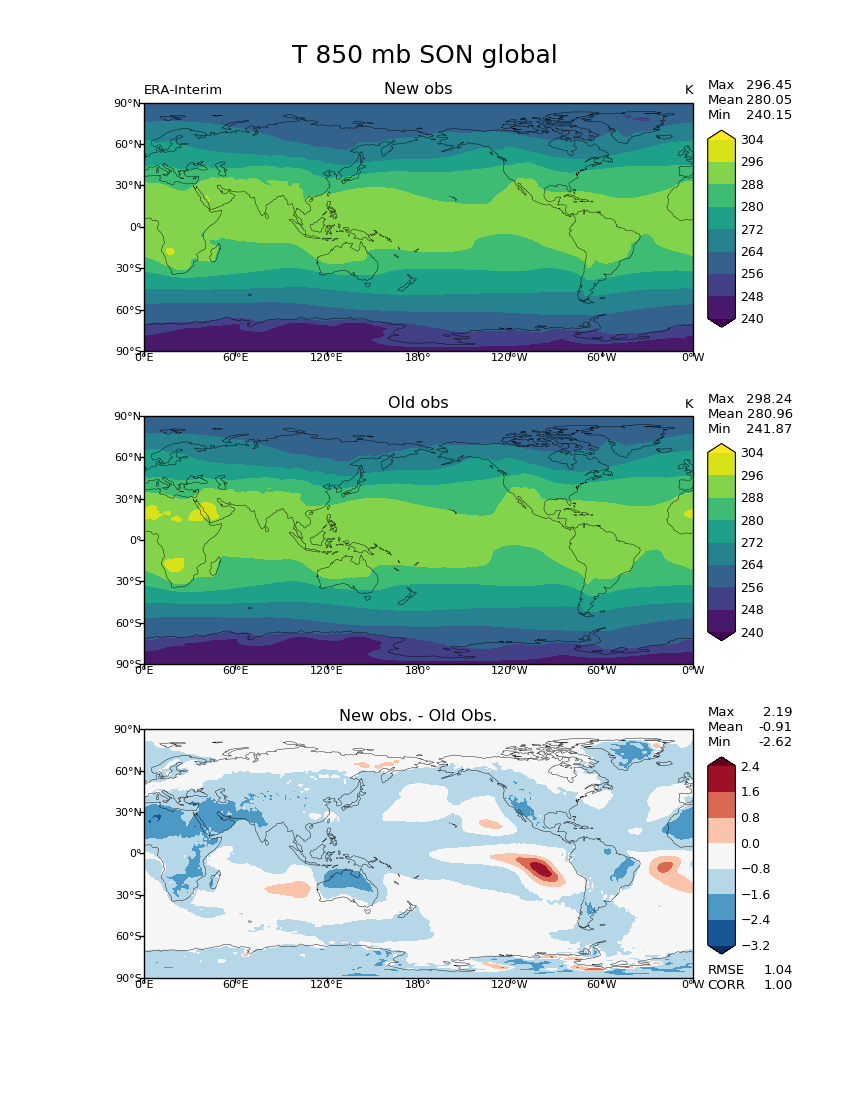 T 850 mb SON global
ERA-Interim New obs K
Max 296.45
Mean 280.05
Min 240.15
90°N
60°N
30°N
0°
30°S
60°S
90°S
0°E 60°E 120°E 180° 120°W 60°W 0°W
304
296
288
280
272
264
256
248
240
Old obs K
Max 298.24
Mean 280.96
Min 241.87
90°N
60°N
30°N
0°
30°S
60°S
90°S
0°E 60°E 120°E 180° 120°W 60°W 0°W
304
296
288
280
272
264
256
248
240
New obs. - Old Obs.
Max 2.19
Mean -0.91
Min -2.62
90°N
60°N
30°N
0°
30°S
60°S
90°S
0°E 60°E 120°E 180° 120°W 60°W 0°W
2.4
1.6
0.8
0.0
−0.8
−1.6
−2.4
−3.2
RMSE 1.04
CORR 1.00